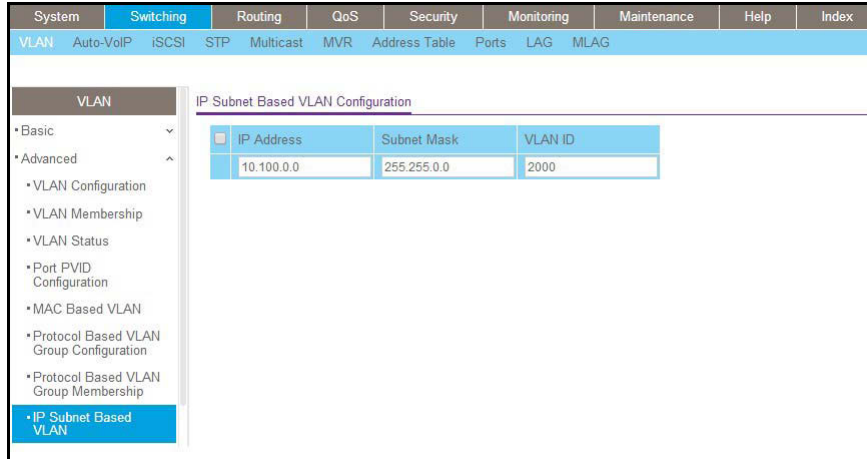 System Switching Routing QoS Security Monitoring Maintenance Help Index
VLAN Auto-VoIP iSCSI STP Multicast MVR Address Table Ports LAG MLAG
VLAN
• Basic
• Advanced
• VLAN Configuration
• VLAN Membership
• VLAN Status
• Port PVID
Configuration
• MAC Based VLAN
• Protocol Based VLAN
Group Configuration
• Protocol Based VLAN
Group Membership
• IP Subnet Based
VLAN
IP Subnet Based VLAN Configuration
IP Address Subnet Mask VLAN ID
10.100.0.0 255.255.0.0 2000